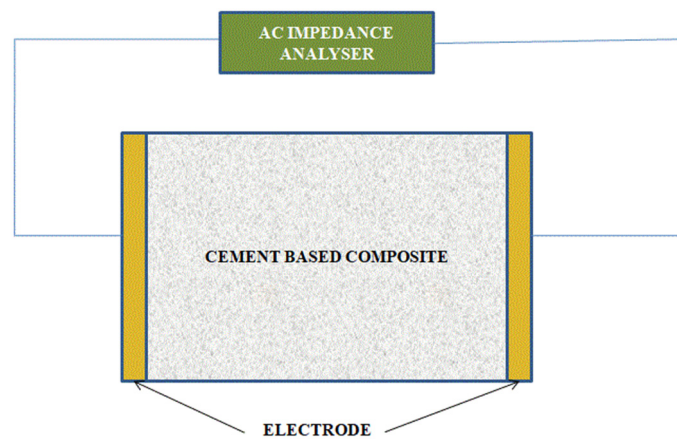 AC IMPEDANCE
ANALYSER
CEMENT BASED COMPOSITE
ELECTRODE